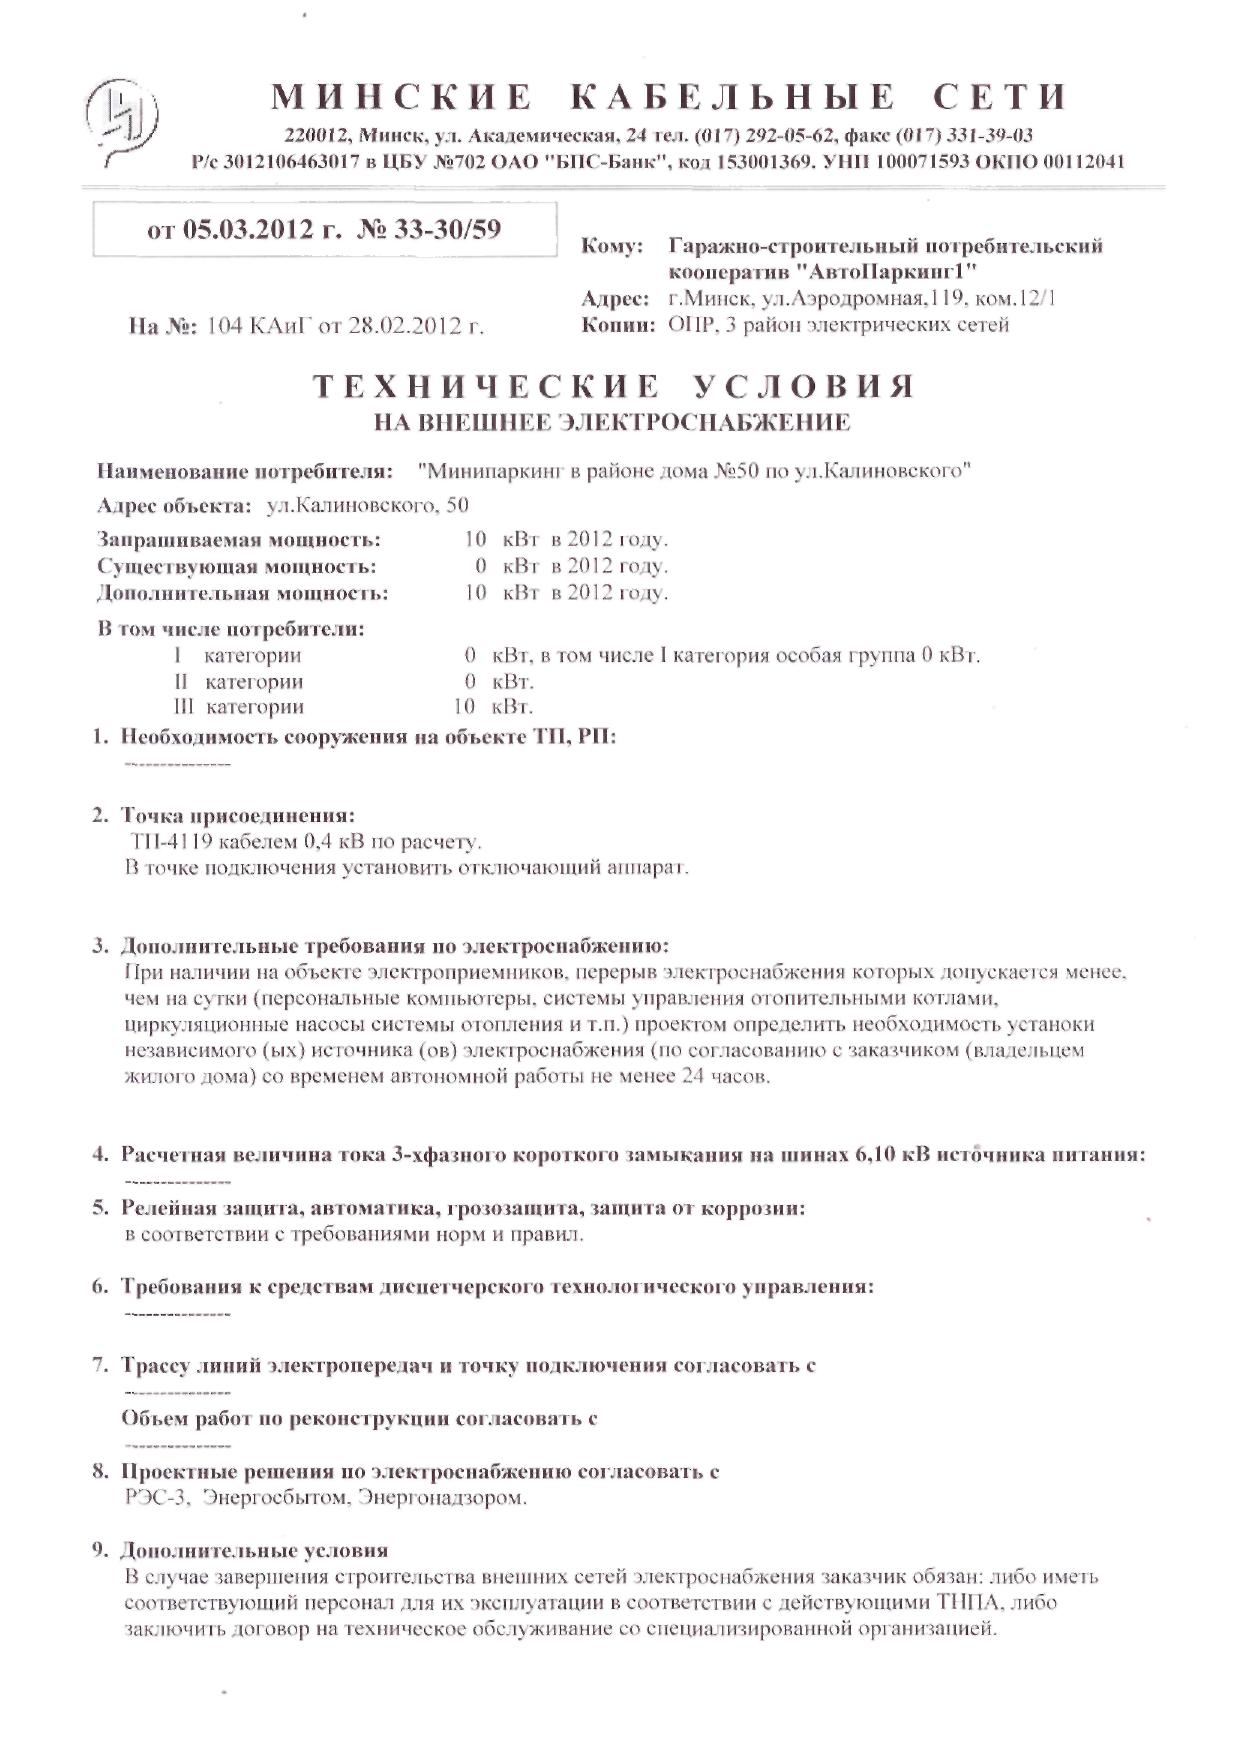 МИНСКИЕ КАБЕЛЬНЫЕ СЕТИ
220012, Минск, ул. Академическая, 24 тел. (017) 292-05-62, факс (017) 331-39-03
Р/с 3012106463017 в ЦБУ №702 ОАО "БПС-Банк", код 153001369. УНП 100071593 ОКПО 00112041
от 05.03.2012 г. № 33-30/59
Кому: Гаражно-строительный потребительский
кооператив "АвтоПаркинг1"
Адрес: г.Минск, ул.Аэродромная,119, ком.12/1
На №: 104 КАиГ от 28.02.2012 г.
Копии: ОПР, 3 район электрических сетей
ТЕХНИЧЕСКИЕ УСЛОВИЯ
НА ВНЕШНЕЕ ЭЛЕКТРОСНАБЖЕНИЕ
Наименование потребителя: "Минипаркинг в районе дома №50 по ул.Калиновского"
Адрес объекта: ул.Калиновского, 50
Запрашиваемая мощность: 10 кВт в 2012 году.
Существующая мощность: 0 кВт в 2012 году.
Дополнительная мощность: 10 кВт в 2012 году.
В том числе потребители:
I категории 0 кВт, в том числе I категория особая группа 0 кВт.
II категории 0 кВт.
III категории 10 кВт.
1. Необходимость сооружения на объекте ТП, РП:
---------------
2. Точка присоединения:
ТП-4119 кабелем 0,4 кВ по расчету.
В точке подключения установить отключающий аппарат.
3. Дополнительные требования по электроснабжению:
При наличии на объекте электроприемников, перерыв электроснабжения которых допускается менее,
чем на сутки (персональные компьютеры, системы управления отопительными котлами,
циркуляционные насосы системы отопления и т.п.) проектом определить необходимость устаноки
независимого (ых) источника (ов) электроснабжения (по согласованию с заказчиком (владельцем
жилого дома) со временем автономной работы не менее 24 часов.
4. Расчетная величина тока 3-хфазного короткого замыкания на шинах 6,10 кВ источника питания:
---------------
5. Релейная защита, автоматика, грозозащита, защита от коррозии:
в соответствии с требованиями норм и правил.
6. Требования к средствам диспетчерского технологического управления:
---------------
7. Трассу линий электропередач и точку подключения согласовать с
---------------
Объем работ по реконструкции согласовать с
---------------
8. Проектные решения по электроснабжению согласовать с
РЭС-3, Энергосбытом, Энергонадзором.
9. Дополнительные условия
В случае завершения строительства внешних сетей электроснабжения заказчик обязан: либо иметь
соответствующий персонал для их эксплуатации в соответствии с действующими ТНПА, либо
заключить договор на техническое обслуживание со специализированной организацией.